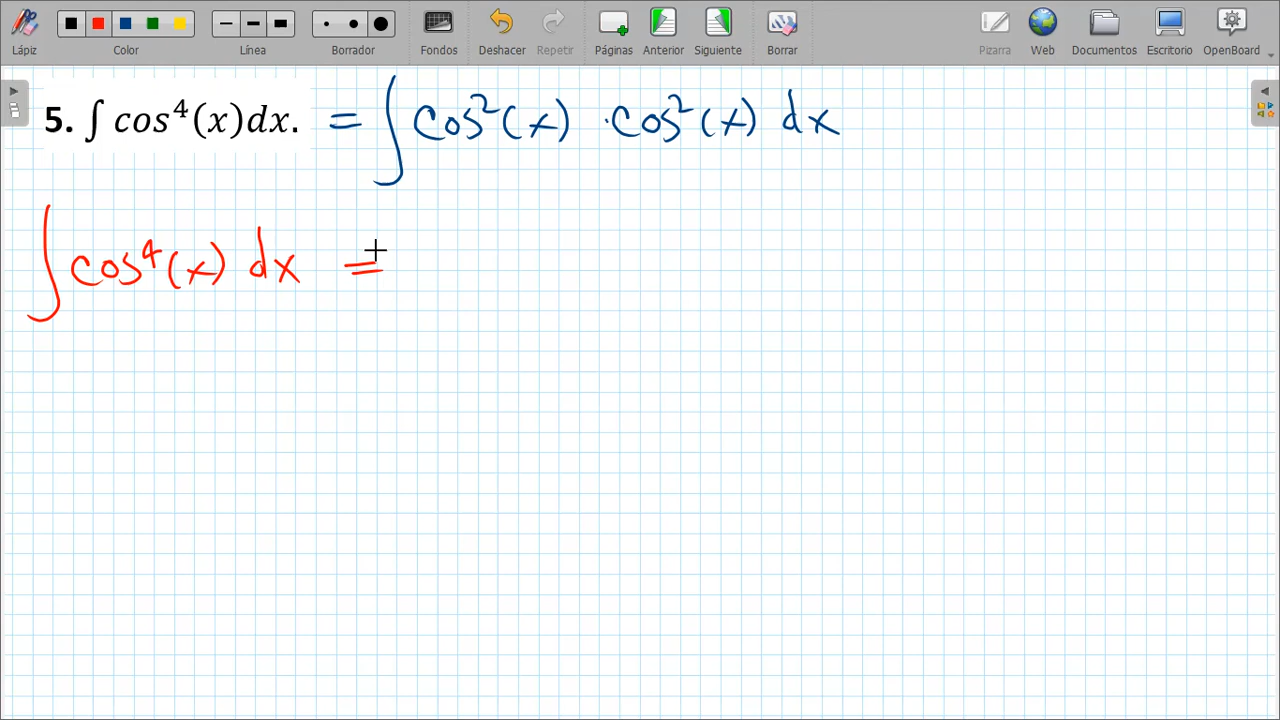 Lápiz Color Línea Borrador Fondos Deshacer Repetir Páginas Anterior Siguiente Borrar Pizarra Web Documentos Escritorio OpenBoard
5. ∫ cos⁴(x)dx. = ∫ cos²(x) · cos²(x) dx
∫ cos⁴(x) dx =